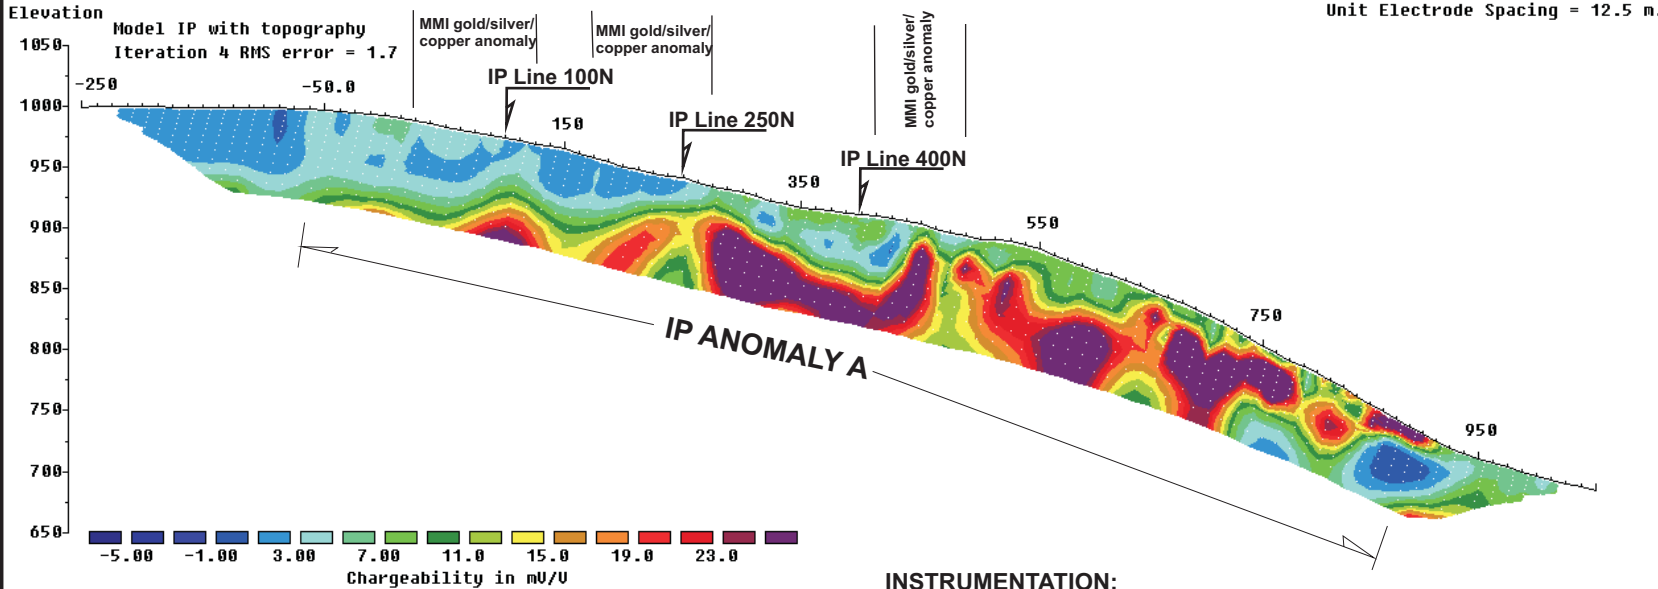 Elevation
Unit Electrode Spacing = 12.5 m.
Model IP with topography
Iteration 4 RMS error = 1.7
MMI gold/silver/
copper anomaly
MMI gold/silver/
copper anomaly
MMI gold/silver/
copper anomaly
IP Line 100N
IP Line 250N
IP Line 400N
-250
-50.0
150
350
550
750
950
1050
1000
950
900
850
800
750
700
650
IP ANOMALY A
-5.00 -1.00 3.00 7.00 11.0 15.0 19.0 23.0
Chargeability in mV/V
INSTRUMENTATION: